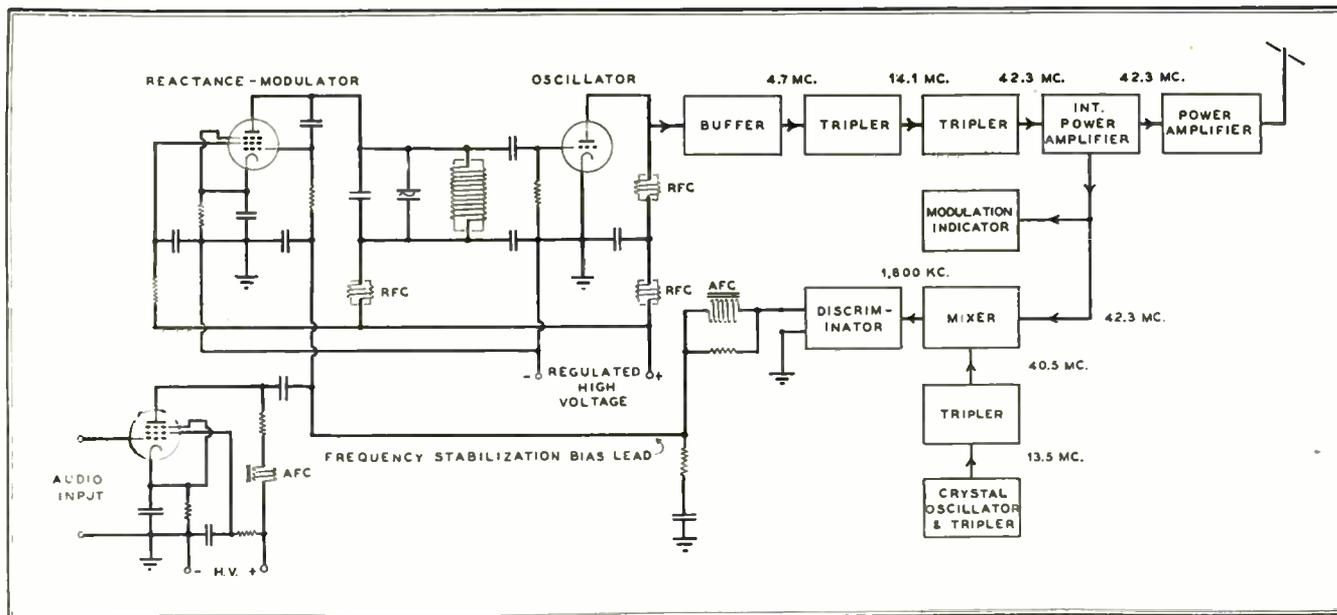 REACTANCE-MODULATOR
OSCILLATOR
4.7 MC.
14.1 MC.
42.3 MC.
42.3 MC.
BUFFER
TRIPLER
TRIPLER
INT.
POWER
AMPLIFIER
POWER
AMPLIFIER
RFC
MODULATION
INDICATOR
1,800 KC.
RFC
RFC
AFC
DISCRIM-
INATOR
MIXER
42.3 MC.
40.5 MC.
- REGULATED +
HIGH
VOLTAGE
TRIPLER
FREQUENCY STABILIZATION BIAS LEAD
13.5 MC.
AFC
AUDIO
INPUT
CRYSTAL
OSCILLATOR
& TRIPLER
- H.V. +